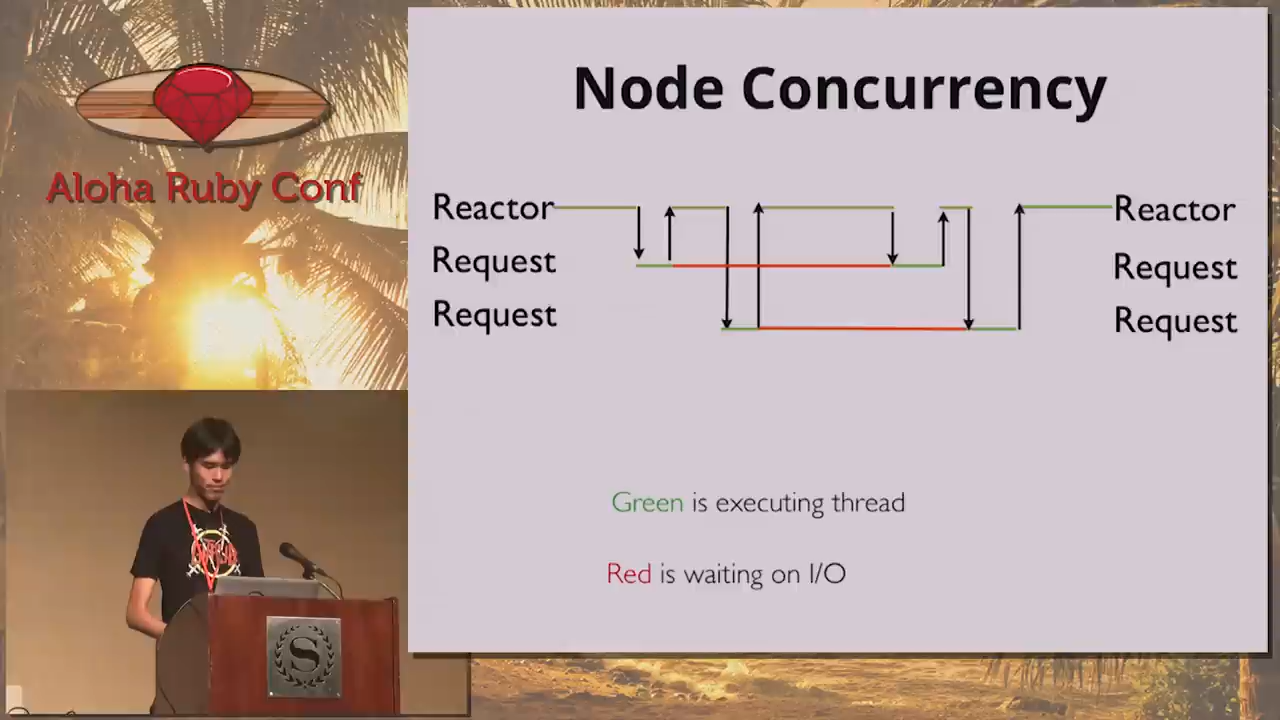 Aloha Ruby Conf
Node Concurrency
Reactor
Request
Request
Reactor
Request
Request
Green is executing thread
Red is waiting on I/O
S